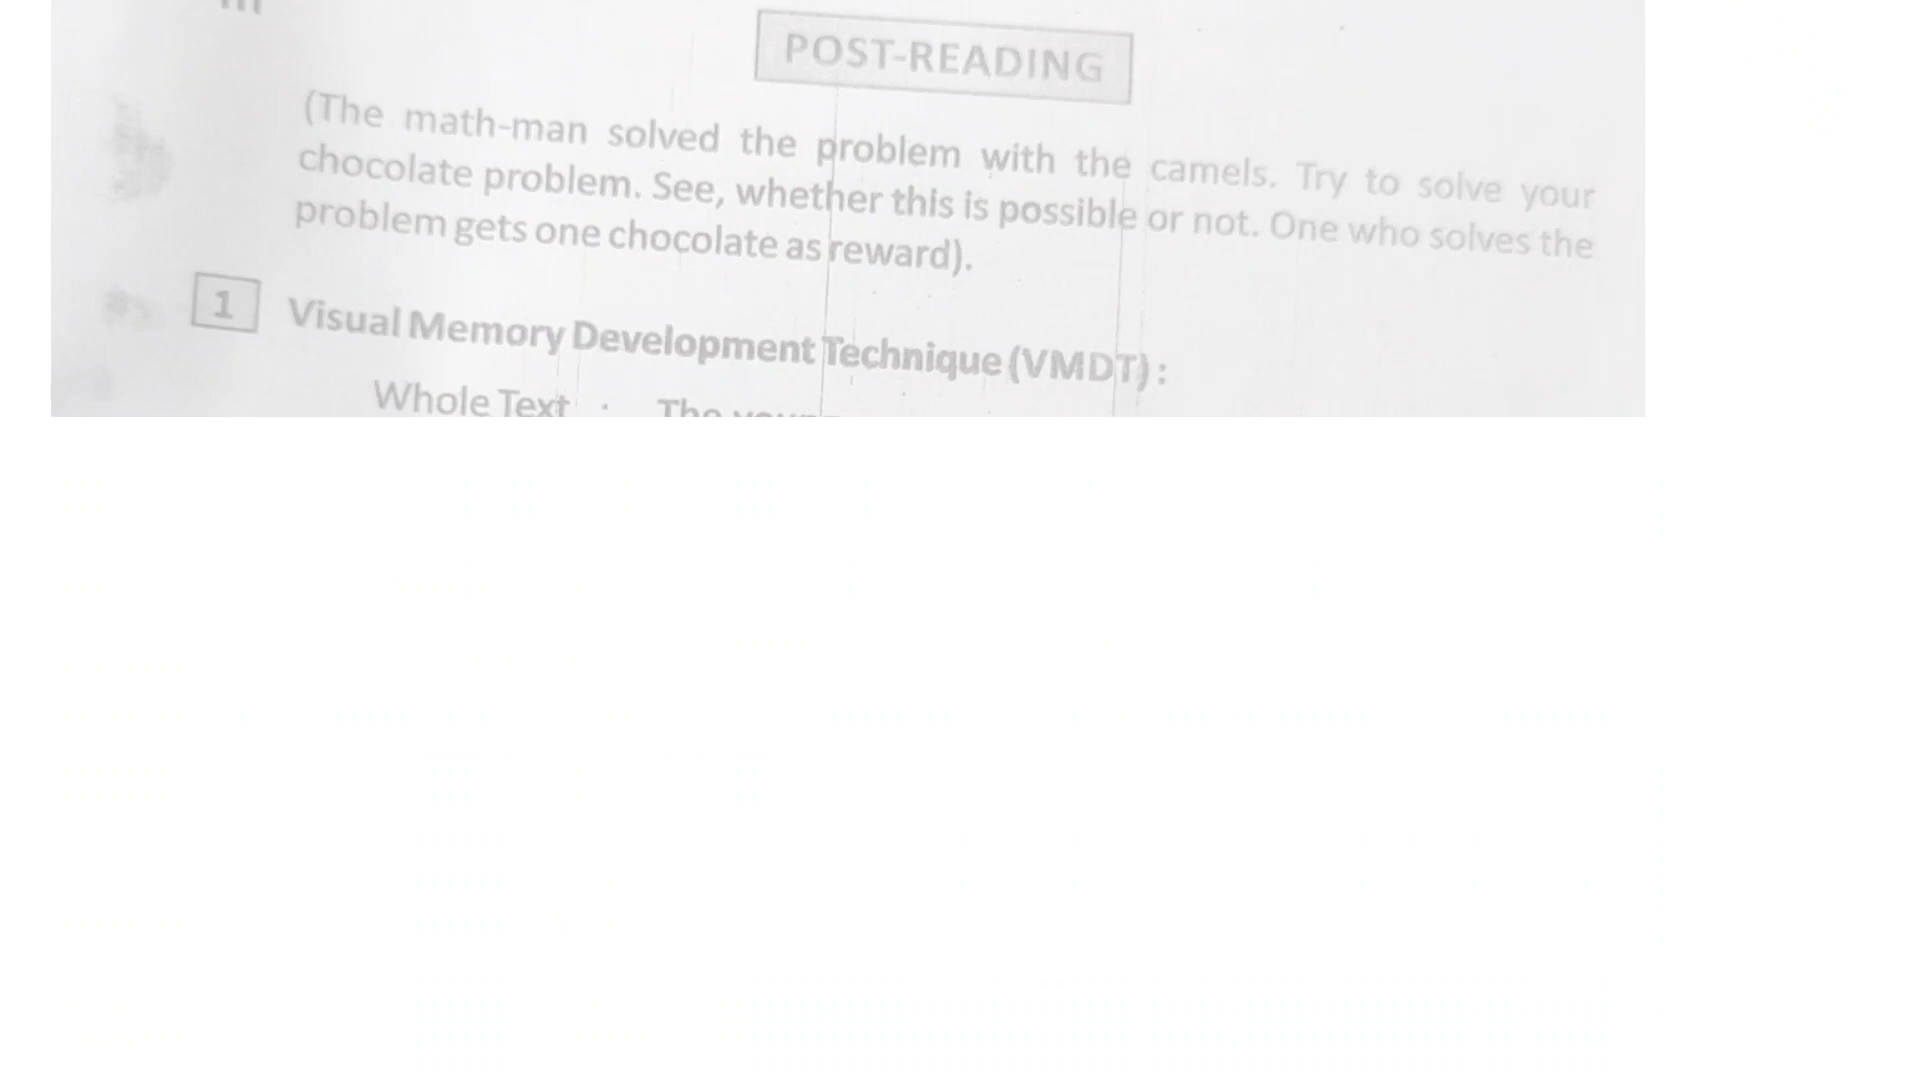 POST-READING
(The math-man solved the problem with the camels. Try to solve your
chocolate problem. See, whether this is possible or not. One who solves the
problem gets one chocolate as reward).
1 Visual Memory Development Technique (VMDT) :
Whole Text : The